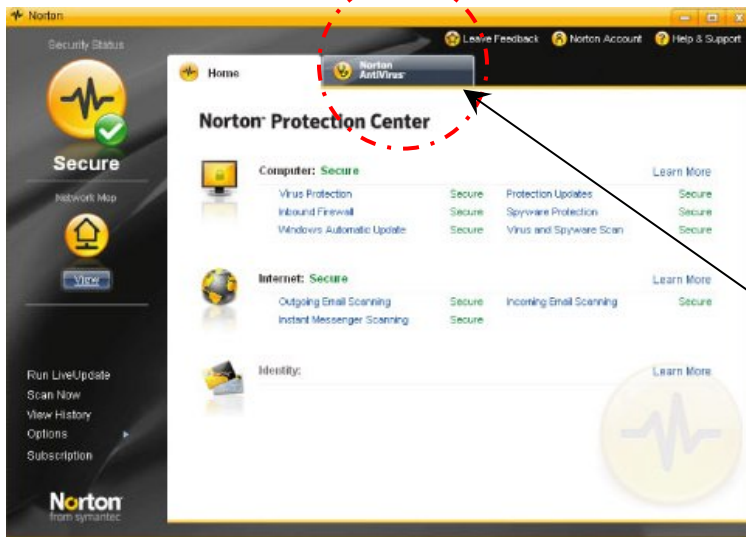 Norton
Security Status
Leave Feedback
Norton Account
Help & Support
Home
Norton
AntiVirus
Norton Protection Center
Secure
Computer: Secure
Learn More
Virus Protection Secure Protection Updates Secure
Inbound Firewall Secure Spyware Protection Secure
Windows Automatic Update Secure Virus and Spyware Scan Secure
Network Map
View
Internet: Secure
Learn More
Outgoing Email Scanning Secure Incoming Email Scanning Secure
Instant Messenger Scanning Secure
Identity:
Learn More
Run LiveUpdate
Scan Now
View History
Options
Subscription
Norton
from symantec